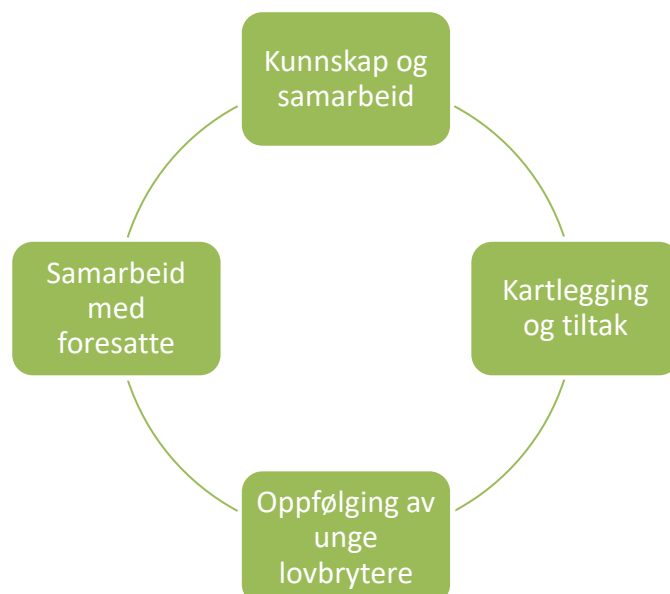 Kunnskap og
samarbeid
Samarbeid
med
foresatte
Kartlegging
og tiltak
Oppfølging av
unge
lovbrytere